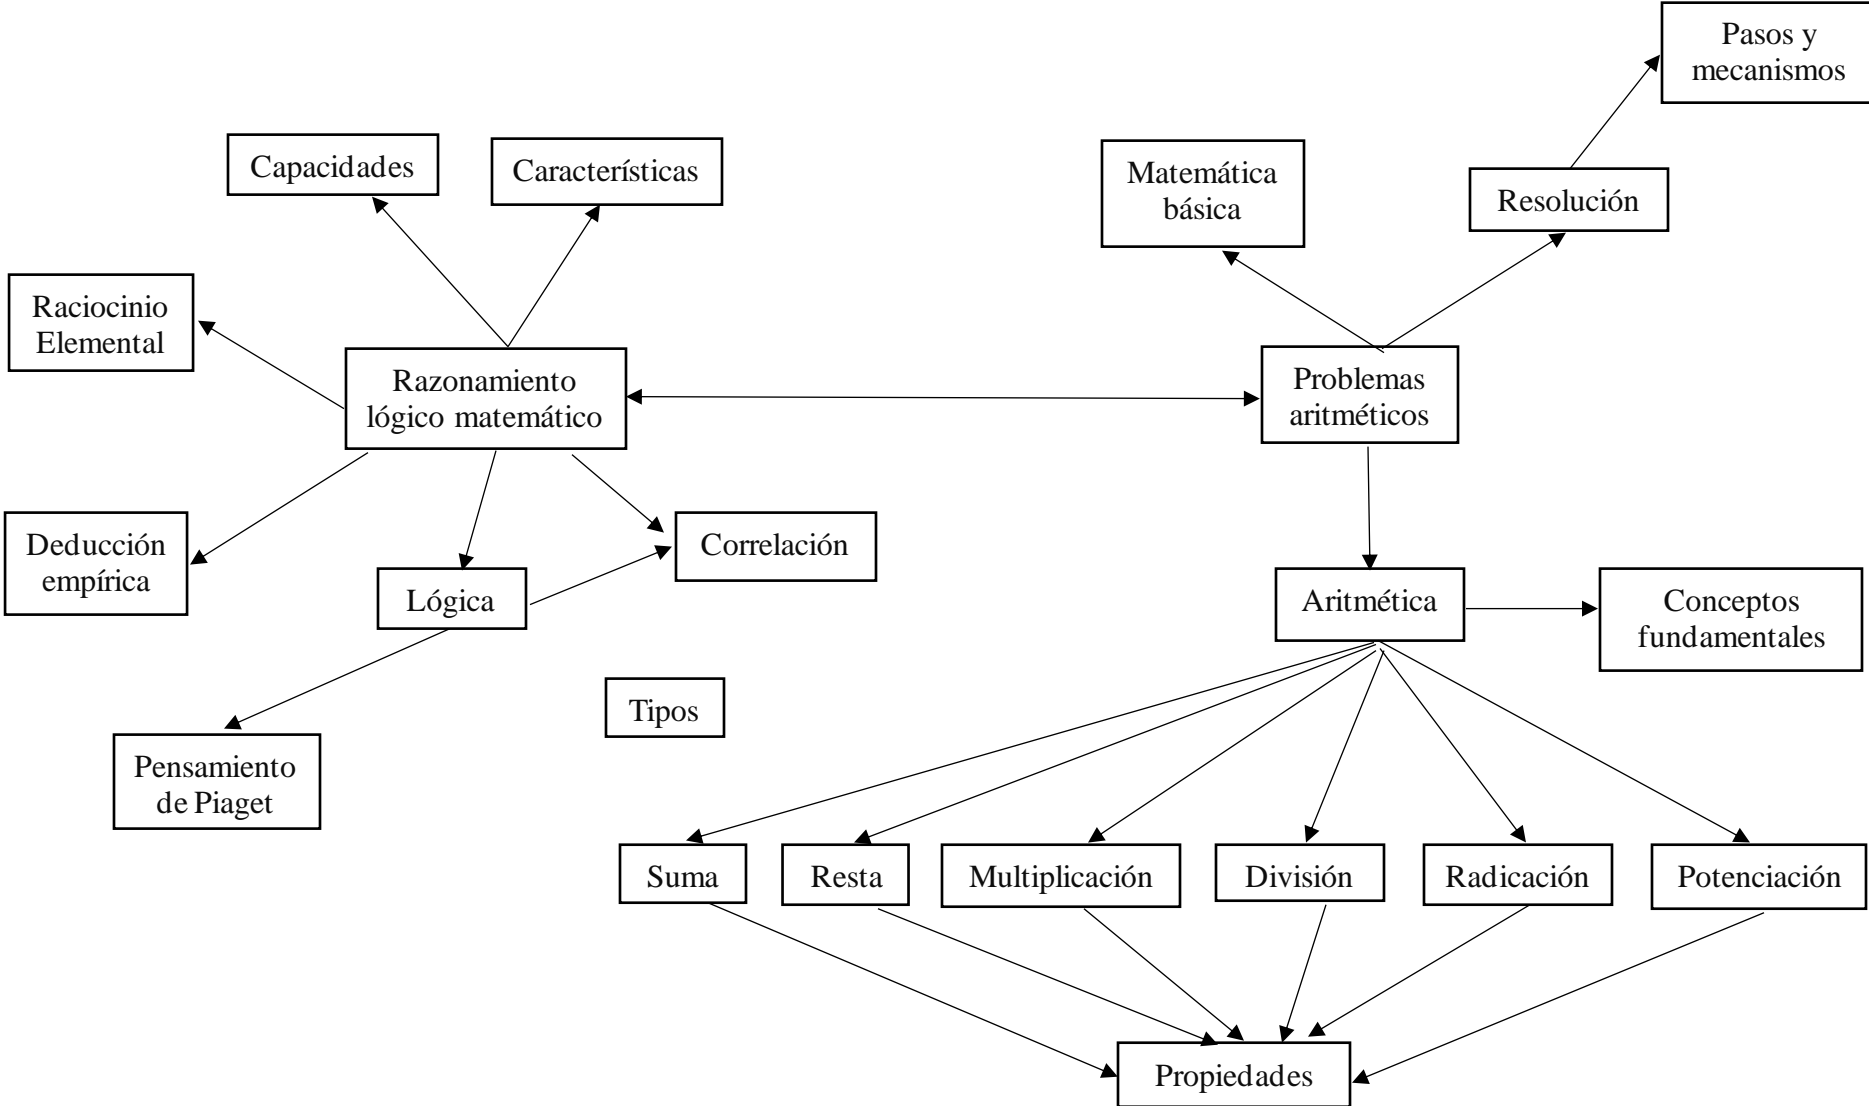 Pasos y
mecanismos
Capacidades
Características
Matemática
básica
Resolución
Raciocinio
Elemental
Razonamiento
lógico matemático
Problemas
aritméticos
Deducción
empírica
Correlación
Lógica
Aritmética
Conceptos
fundamentales
Tipos
Pensamiento
de Piaget
Suma
Resta
Multiplicación
División
Radicación
Potenciación
Propiedades